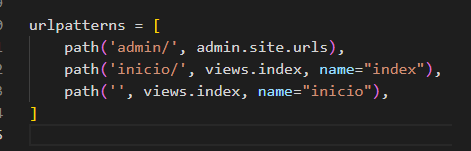 urlpatterns = [
    path('admin/', admin.site.urls),
    path('inicio/', views.index, name="index"),
    path('', views.index, name="inicio"),
]